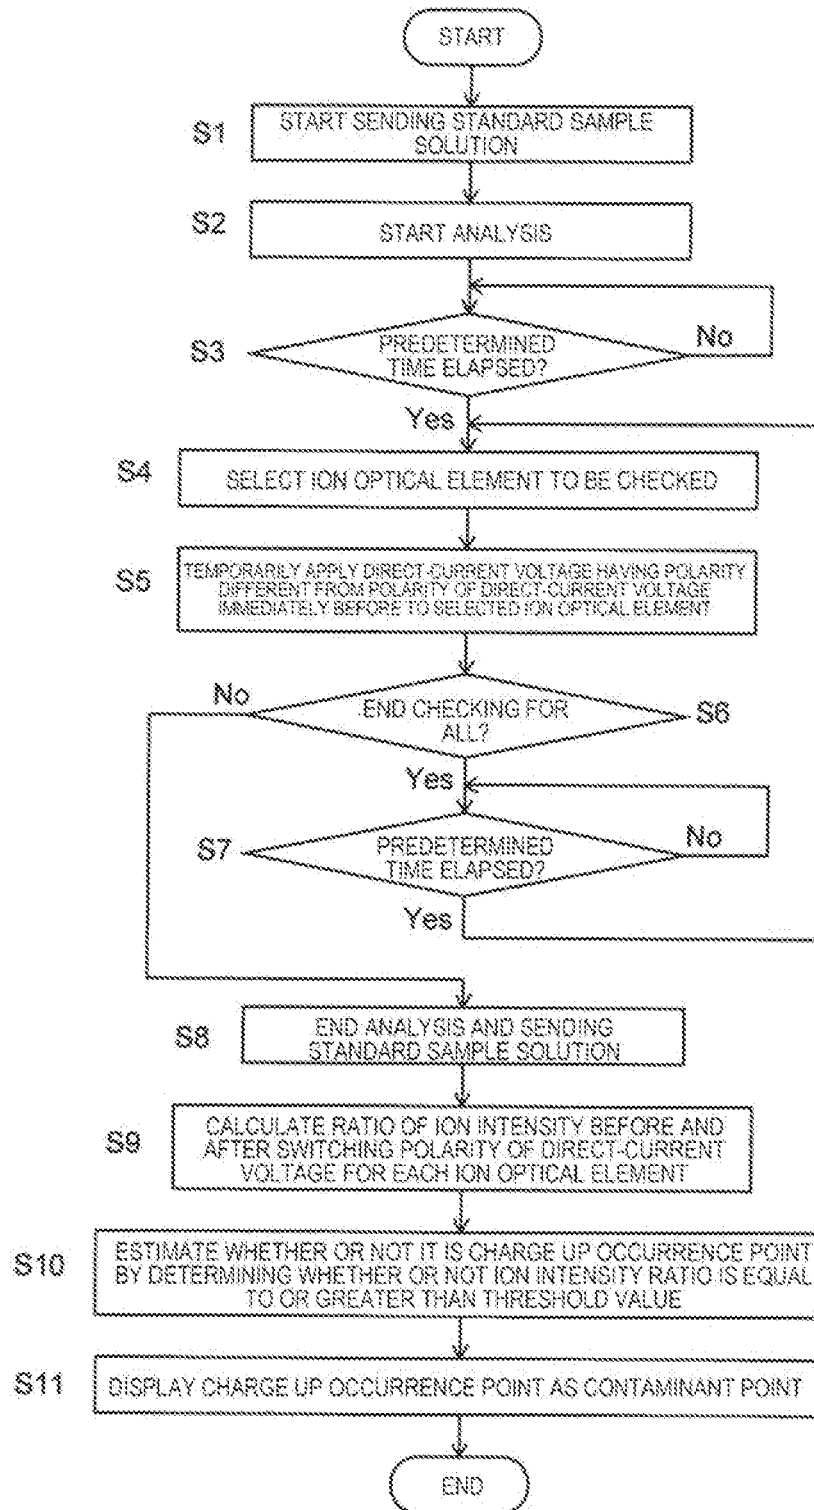 START
S1
START SENDING STANDARD SAMPLE
SOLUTION
S2
START ANALYSIS
S3
PREDETERMINED
TIME ELAPSED?
No
Yes
S4
SELECT ION OPTICAL ELEMENT TO BE CHECKED
S5
TEMPORARILY APPLY DIRECT-CURRENT VOLTAGE HAVING POLARITY
DIFFERENT FROM POLARITY OF DIRECT-CURRENT VOLTAGE
IMMEDIATELY BEFORE TO SELECTED ION OPTICAL ELEMENT
No
END CHECKING FOR
ALL?
S6
Yes
S7
PREDETERMINED
TIME ELAPSED?
No
Yes
S8
END ANALYSIS AND SENDING
STANDARD SAMPLE SOLUTION
S9
CALCULATE RATIO OF ION INTENSITY BEFORE AND
AFTER SWITCHING POLARITY OF DIRECT-CURRENT
VOLTAGE FOR EACH ION OPTICAL ELEMENT
S10
ESTIMATE WHETHER OR NOT IT IS CHARGE UP OCCURRENCE POINT
BY DETERMINING WHETHER OR NOT ION INTENSITY RATIO IS EQUAL
TO OR GREATER THAN THRESHOLD VALUE
S11
DISPLAY CHARGE UP OCCURRENCE POINT AS CONTAMINANT POINT
END